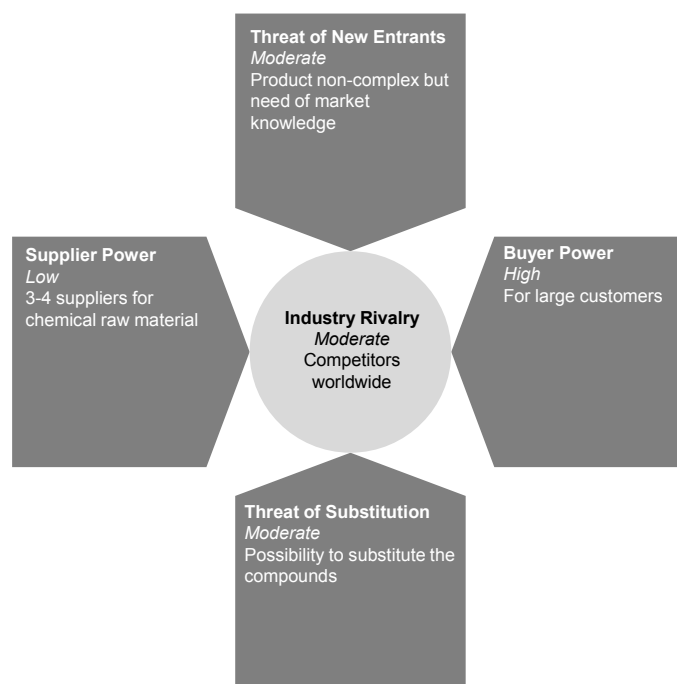 Threat of New Entrants
Moderate
Product non-complex but
need of market
knowledge
Supplier Power
Low
3-4 suppliers for
chemical raw material
Industry Rivalry
Moderate
Competitors
worldwide
Buyer Power
High
For large customers
Threat of Substitution
Moderate
Possibility to substitute the
compounds